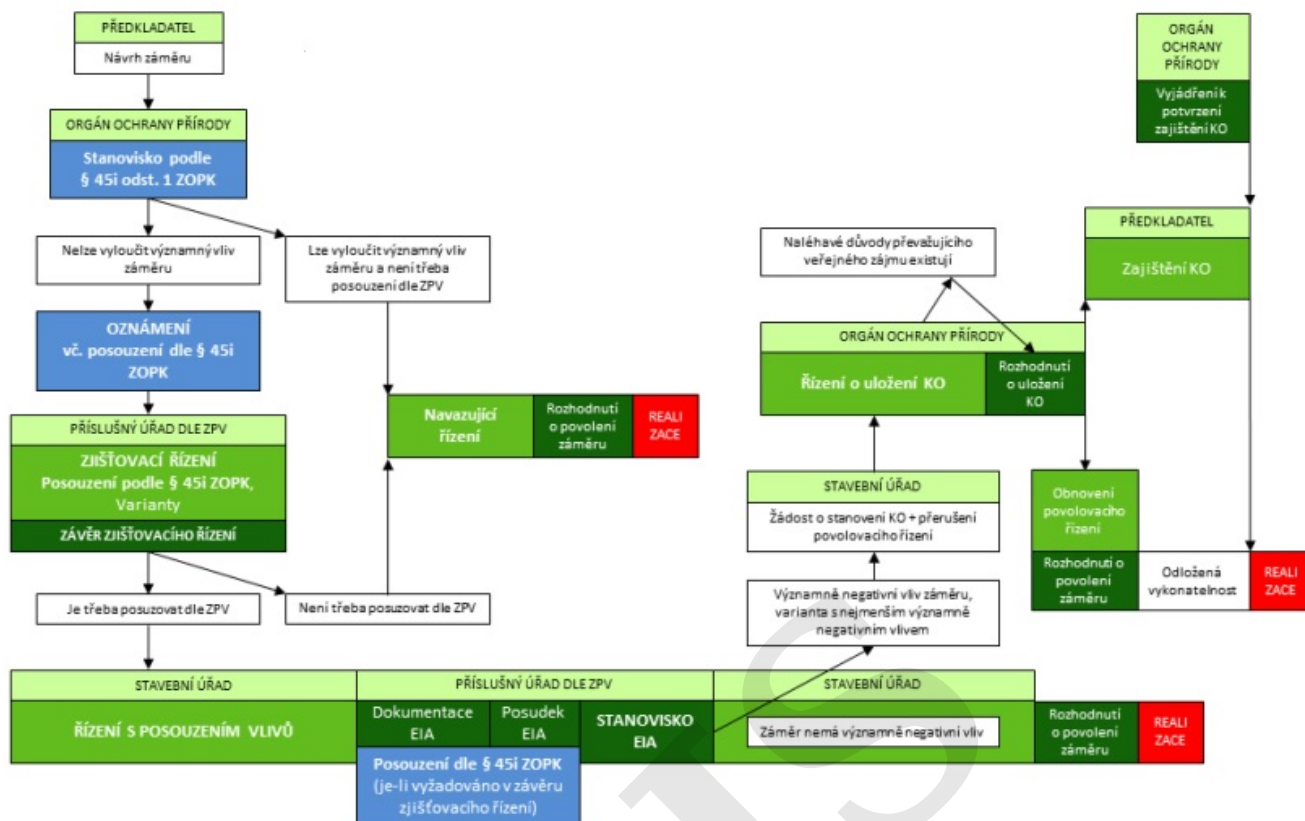 PŘEDKLADATEL
Návrh záměru
ORGÁN OCHRANY PŘÍRODY
Stanovisko podle
§ 45i odst. 1 ZOPK
Nelze vyloučit významný vliv
záměru
Lze vyloučit významný vliv
záměru a není třeba
posouzení dle ZPV
OZNÁMENÍ
vč. posouzení dle § 45i
ZOPK
PŘÍSLUŠNÝ ÚŘAD DLE ZPV
ZJIŠŤOVACÍ ŘÍZENÍ
Posouzení podle § 45i ZOPK,
Varianty
ZÁVĚR ZJIŠŤOVACÍHO ŘÍZENÍ
Je třeba posuzovat dle ZPV
Není třeba posuzovat dle ZPV
Navazující
řízení
Rozhodnutí
o povolení
záměru
REALI
ZACE
STAVEBNÍ ÚŘAD
ŘÍZENÍ S POSOUZENÍM VLIVŮ
PŘÍSLUŠNÝ ÚŘAD DLE ZPV
Dokumentace
EIA
Posudek
EIA
STANOVISKO
EIA
Posouzení dle § 45i ZOPK
(je-li vyžadováno v závěru
zjišťovacího řízení)
STAVEBNÍ ÚŘAD
Záměr nemá významně negativní vliv
Rozhodnutí
o povolení
záměru
REALI
ZACE
Významně negativní vliv záměru,
varianta s nejmenším významně
negativním vlivem
STAVEBNÍ ÚŘAD
Žádost o stanovení KO + přerušení
povolovacího řízení
ORGÁN OCHRANY PŘÍRODY
Řízení o uložení KO
Rozhodnutí
o uložení
KO
Naléhavé důvody převažujícího
veřejného zájmu existují
ORGÁN
OCHRANY
PŘÍRODY
Vyjádření k
potvrzení
zajištění KO
PŘEDKLADATEL
Zajištění KO
Obnovení
povolovacího
řízení
Rozhodnutí o
povolení
záměru
Odložená
vykonatelnost
REALI
ZACE